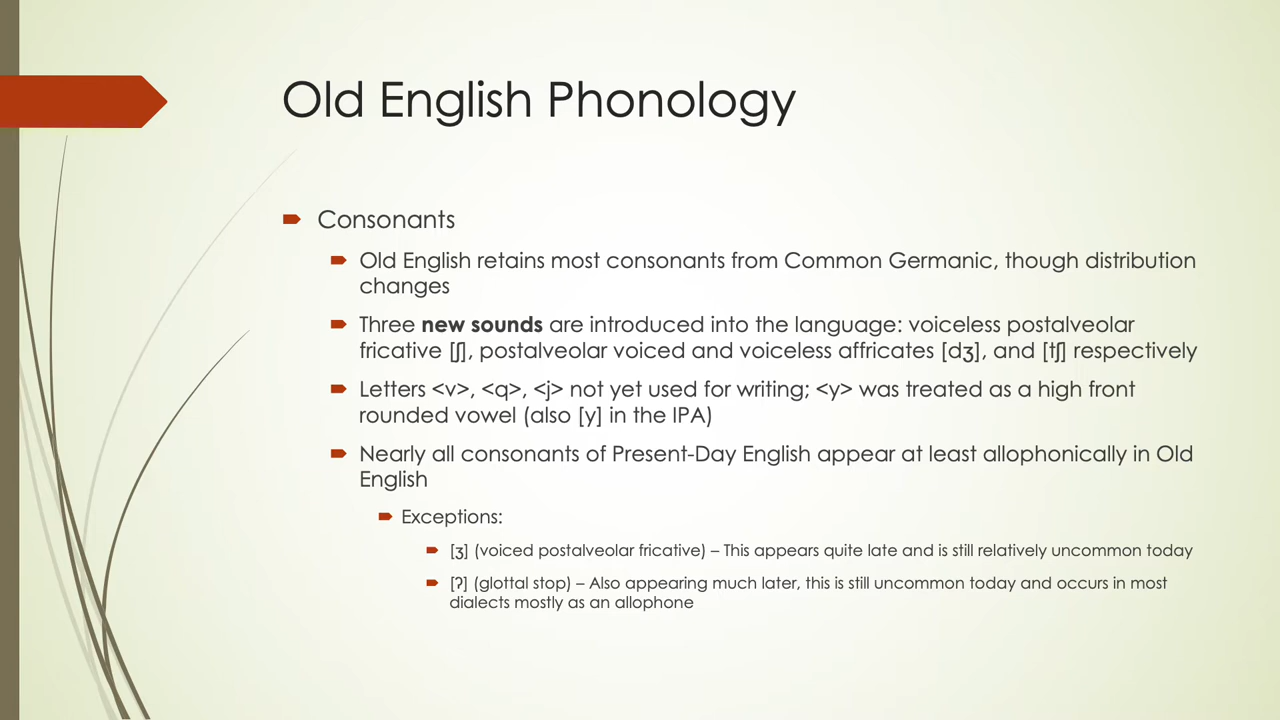 Old English Phonology
Consonants
Old English retains most consonants from Common Germanic, though distribution
changes
Three new sounds are introduced into the language: voiceless postalveolar
fricative [ʃ], postalveolar voiced and voiceless affricates [dʒ], and [tʃ] respectively
Letters <v>, <q>, <j> not yet used for writing; <y> was treated as a high front
rounded vowel (also [y] in the IPA)
Nearly all consonants of Present-Day English appear at least allophonically in Old
English
Exceptions:
[ʒ] (voiced postalveolar fricative) – This appears quite late and is still relatively uncommon today
[ʔ] (glottal stop) – Also appearing much later, this is still uncommon today and occurs in most
dialects mostly as an allophone